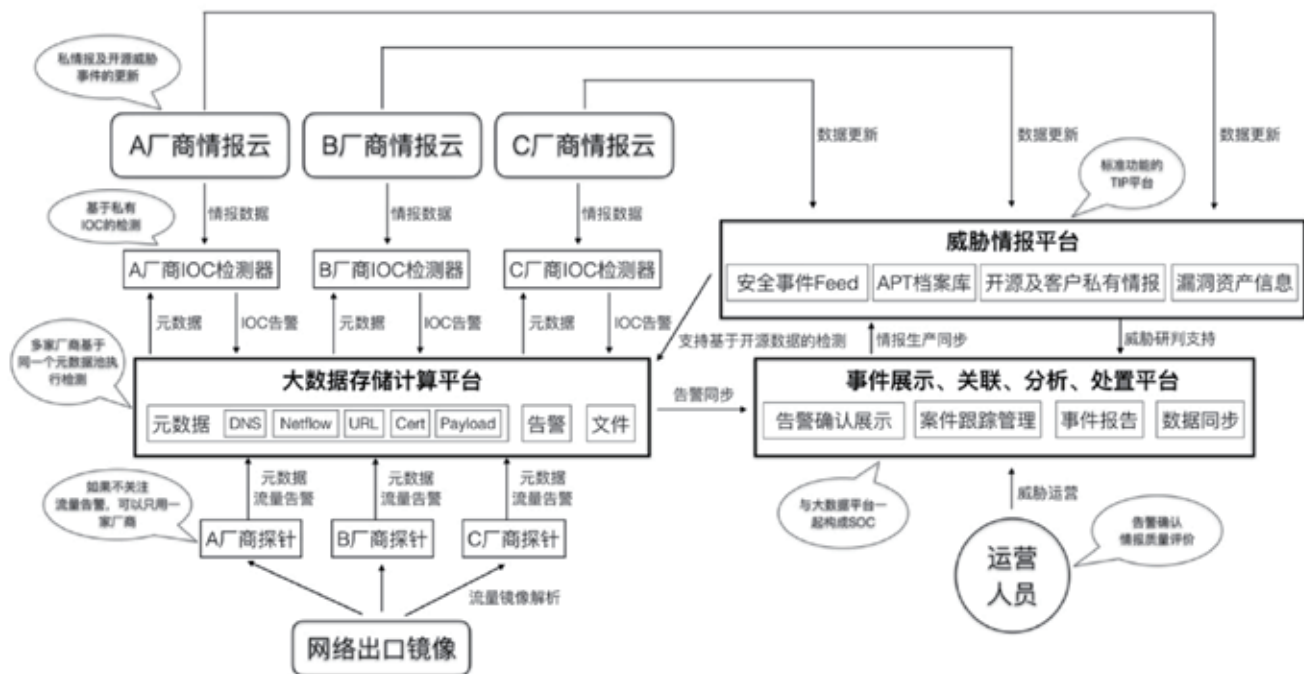 私情报及开源威胁
事件的更新
A厂商情报云
B厂商情报云
C厂商情报云
数据更新
数据更新
数据更新
标准功能的
TIP平台
基于私有
IOC的检测
情报数据
情报数据
情报数据
威胁情报平台
A厂商IOC检测器
B厂商IOC检测器
C厂商IOC检测器
安全事件Feed
APT档案库
开源及客户私有情报
漏洞资产信息
元数据
IOC告警
元数据
IOC告警
元数据
IOC告警
支持基于开源数据的检测
情报生产同步
威胁研判支持
多家厂商基于
同一个元数据池执
行检测
大数据存储计算平台
元数据
DNS
Netflow
URL
Cert
Payload
告警
文件
告警同步
事件展示、关联、分析、处置平台
告警确认展示
案件跟踪管理
事件报告
数据同步
如果不关注
流量告警，可以只用一
家厂商
元数据
流量告警
元数据
流量告警
元数据
流量告警
与大数据平台一
起构成SOC
威胁运营
告警确认
情报质量评价
A厂商探针
B厂商探针
C厂商探针
运营
人员
流量镜像解析
网络出口镜像